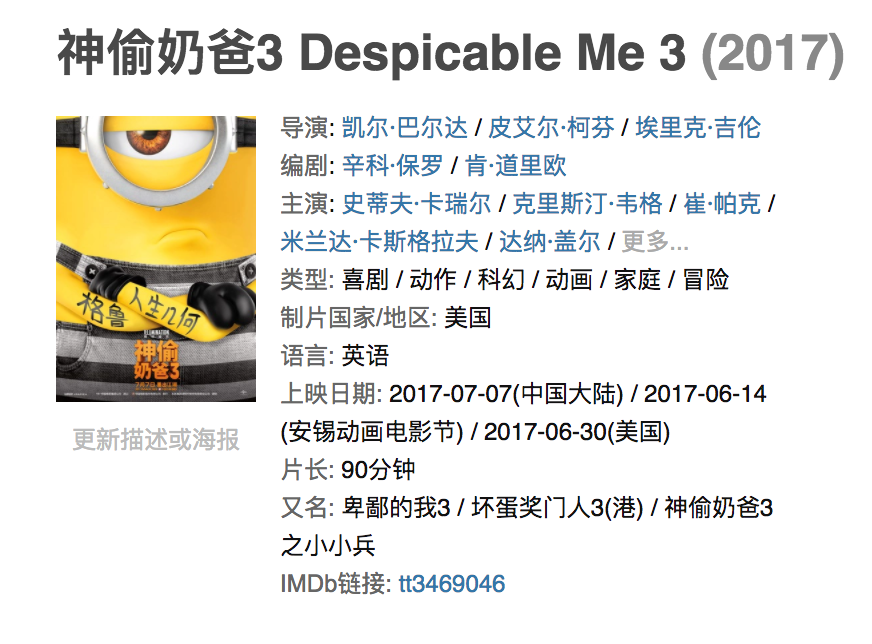 神偷奶爸3 Despicable Me 3 (2017)
导演: 凯尔·巴尔达 / 皮艾尔·柯芬 / 埃里克·吉伦
编剧: 辛科·保罗 / 肯·道里欧
主演: 史蒂夫·卡瑞尔 / 克里斯汀·韦格 / 崔·帕克 /
米兰达·卡斯格拉夫 / 达纳·盖尔 / 更多...
类型: 喜剧 / 动作 / 科幻 / 动画 / 家庭 / 冒险
制片国家/地区: 美国
语言: 英语
上映日期: 2017-07-07(中国大陆) / 2017-06-14
(安锡动画电影节) / 2017-06-30(美国)
片长: 90分钟
又名: 卑鄙的我3 / 坏蛋奖门人3(港) / 神偷奶爸3
之小小兵
IMDb链接: tt3469046
格鲁 人生几何
ILLUMINATION
神偷
奶爸3
7月7日
更新描述或海报